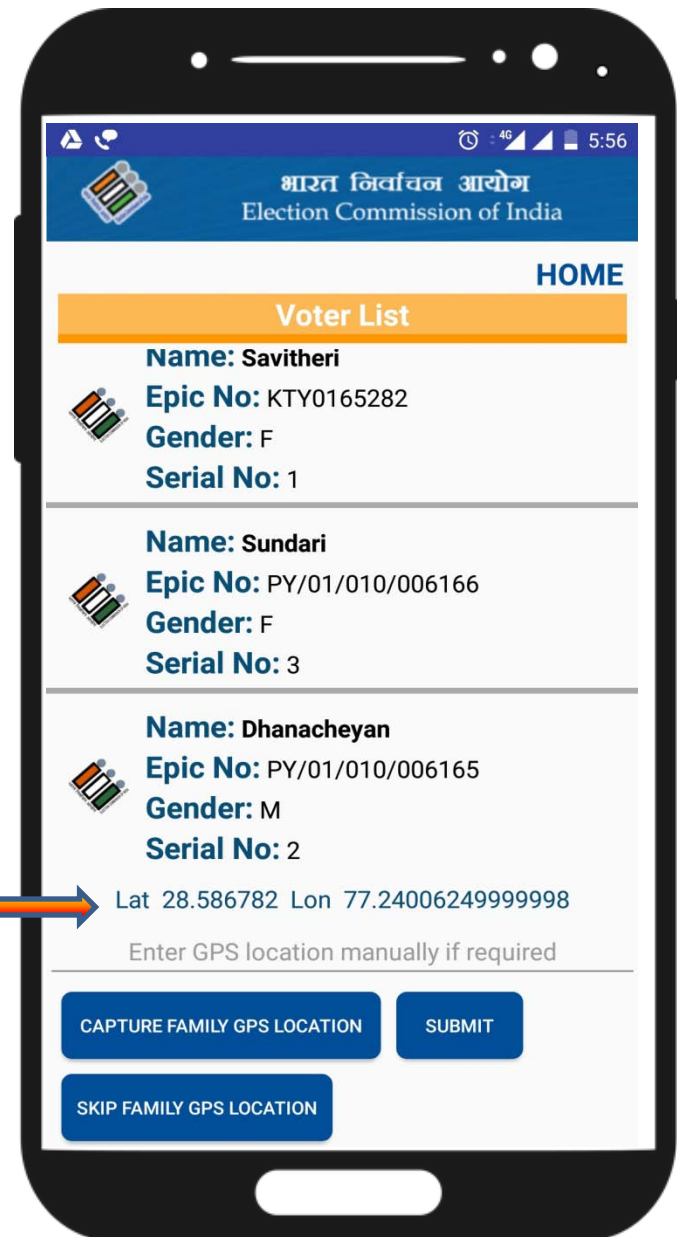 4G 5:56
भारत निर्वाचन आयोग
Election Commission of India
HOME
Voter List
Name: Savitheri
Epic No: KTY0165282
Gender: F
Serial No: 1
Name: Sundari
Epic No: PY/01/010/006166
Gender: F
Serial No: 3
Name: Dhanacheyan
Epic No: PY/01/010/006165
Gender: M
Serial No: 2
Lat 28.586782 Lon 77.24006249999998
Enter GPS location manually if required
CAPTURE FAMILY GPS LOCATION SUBMIT
SKIP FAMILY GPS LOCATION